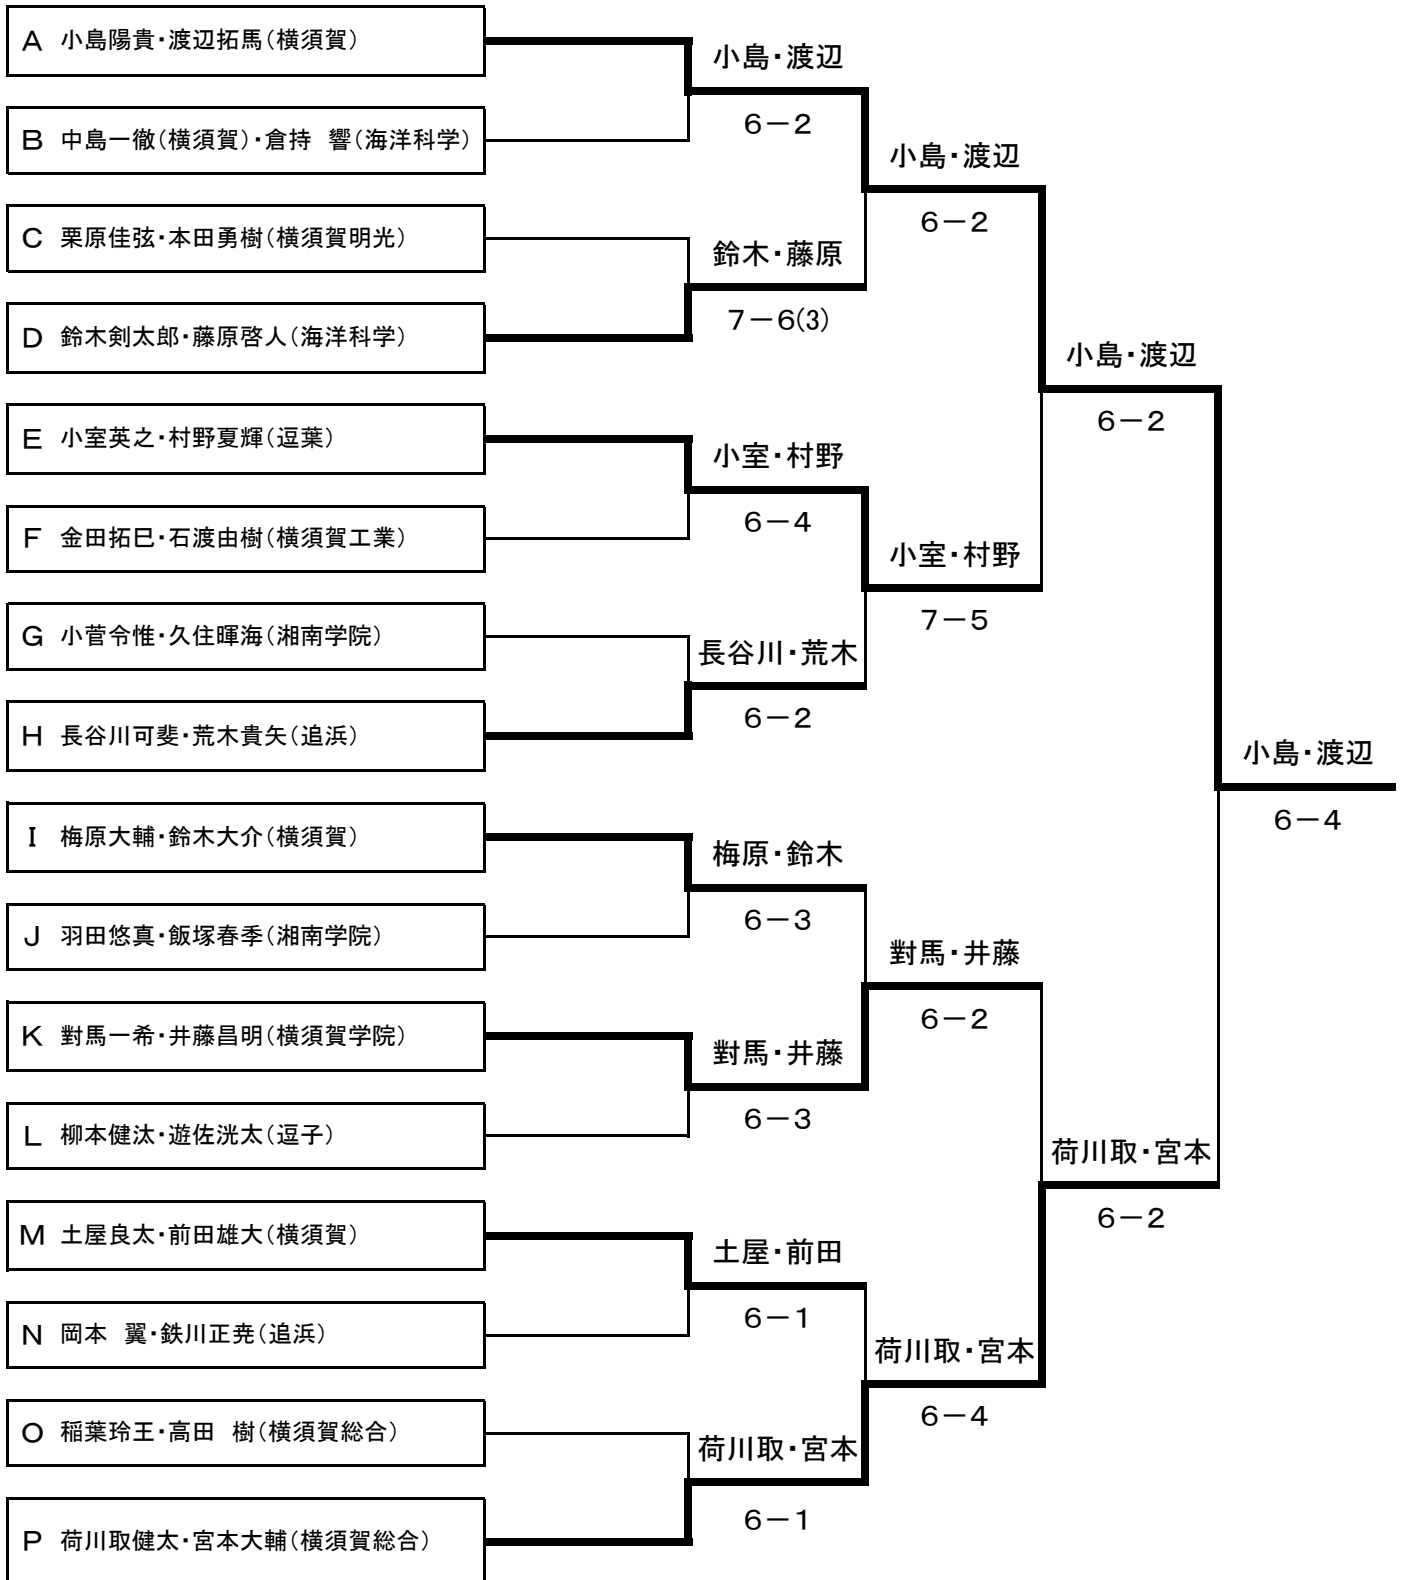 A 小島陽貴・渡辺拓馬(横須賀)
B 中島一徹(横須賀)・倉持　響(海洋科学)
C 栗原佳弦・本田勇樹(横須賀明光)
D 鈴木剣太郎・藤原啓人(海洋科学)
E 小室英之・村野夏輝(逗葉)
F 金田拓巳・石渡由樹(横須賀工業)
G 小菅令惟・久住暉海(湘南学院)
H 長谷川可斐・荒木貴矢(追浜)
I 梅原大輔・鈴木大介(横須賀)
J 羽田悠真・飯塚春季(湘南学院)
K 對馬一希・井藤昌明(横須賀学院)
L 柳本健汰・遊佐洸太(逗子)
M 土屋良太・前田雄大(横須賀)
N 岡本　翼・鉄川正尭(追浜)
O 稲葉玲王・高田　樹(横須賀総合)
P 荷川取健太・宮本大輔(横須賀総合)
小島・渡辺
6－2
鈴木・藤原
7－6(3)
小室・村野
6－4
長谷川・荒木
6－2
梅原・鈴木
6－3
對馬・井藤
6－3
土屋・前田
6－1
荷川取・宮本
6－1
小島・渡辺
6－2
小室・村野
7－5
對馬・井藤
6－2
荷川取・宮本
6－4
小島・渡辺
6－2
荷川取・宮本
6－2
小島・渡辺
6－4